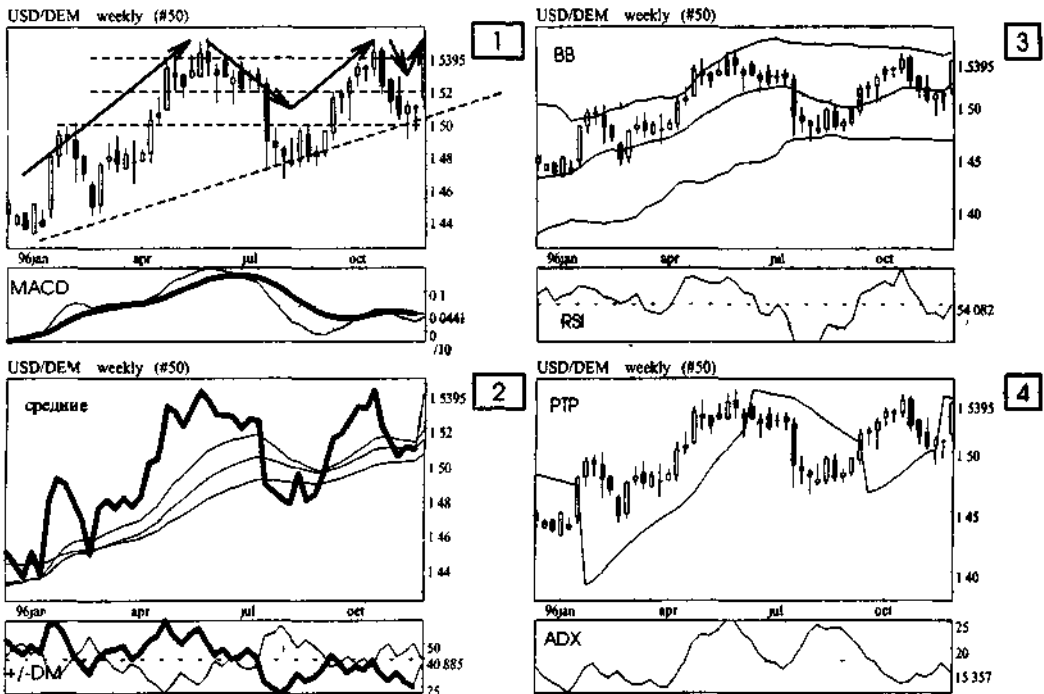 USD/DEM weekly (#50)
1
1 5395
1 52
1 50
1 48
1 46
1 44
96jan apr jul oct
MACD
0 1
0 0441
0
/10
USD/DEM weekly (#50)
2
средние
1 5395
1 52
1 50
1 48
1 46
1 44
96jan apr jul oct
+/-DM
50
40 885
25
USD/DEM weekly (#50)
3
BB
1 5395
1 50
1 45
1 40
96jan apr jul oct
RSI
54 082
USD/DEM weekly (#50)
4
PTP
1 5395
1 50
1 45
1 40
96jan apr jul oct
ADX
25
20
15 357